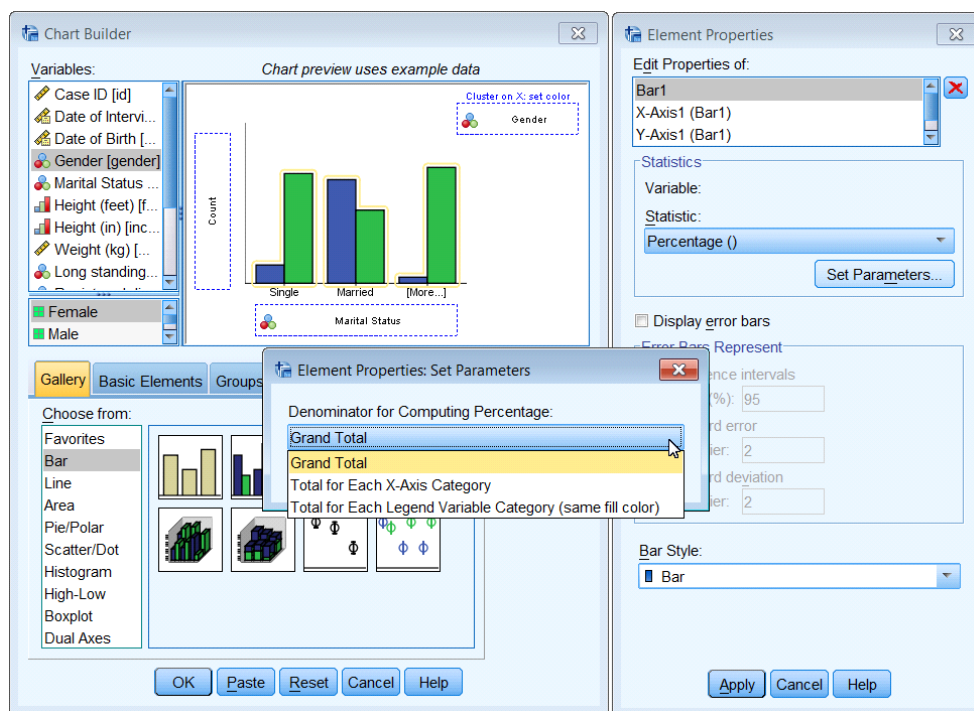 Chart Builder
Variables:
Chart preview uses example data
Case ID [id]
Date of Intervi...
Date of Birth [...
Gender [gender]
Marital Status ...
Height (feet) [f...
Height (in) [inc...
Weight (kg) [...
Long standing...
Female
Male
Cluster on X: set color
Gender
Count
Single Married [More...]
Marital Status
Gallery Basic Elements Groups
Choose from:
Favorites
Bar
Line
Area
Pie/Polar
Scatter/Dot
Histogram
High-Low
Boxplot
Dual Axes
OK Paste Reset Cancel Help
Element Properties: Set Parameters
Denominator for Computing Percentage:
Grand Total
Grand Total
Total for Each X-Axis Category
Total for Each Legend Variable Category (same fill color)
Element Properties
Edit Properties of:
Bar1
X-Axis1 (Bar1)
Y-Axis1 (Bar1)
Statistics
Variable:
Statistic:
Percentage ()
Set Parameters...
Display error bars
Error Bars Represent
ence intervals
(%): 95
rd error
ier: 2
rd deviation
ier: 2
Bar Style:
Bar
Apply Cancel Help